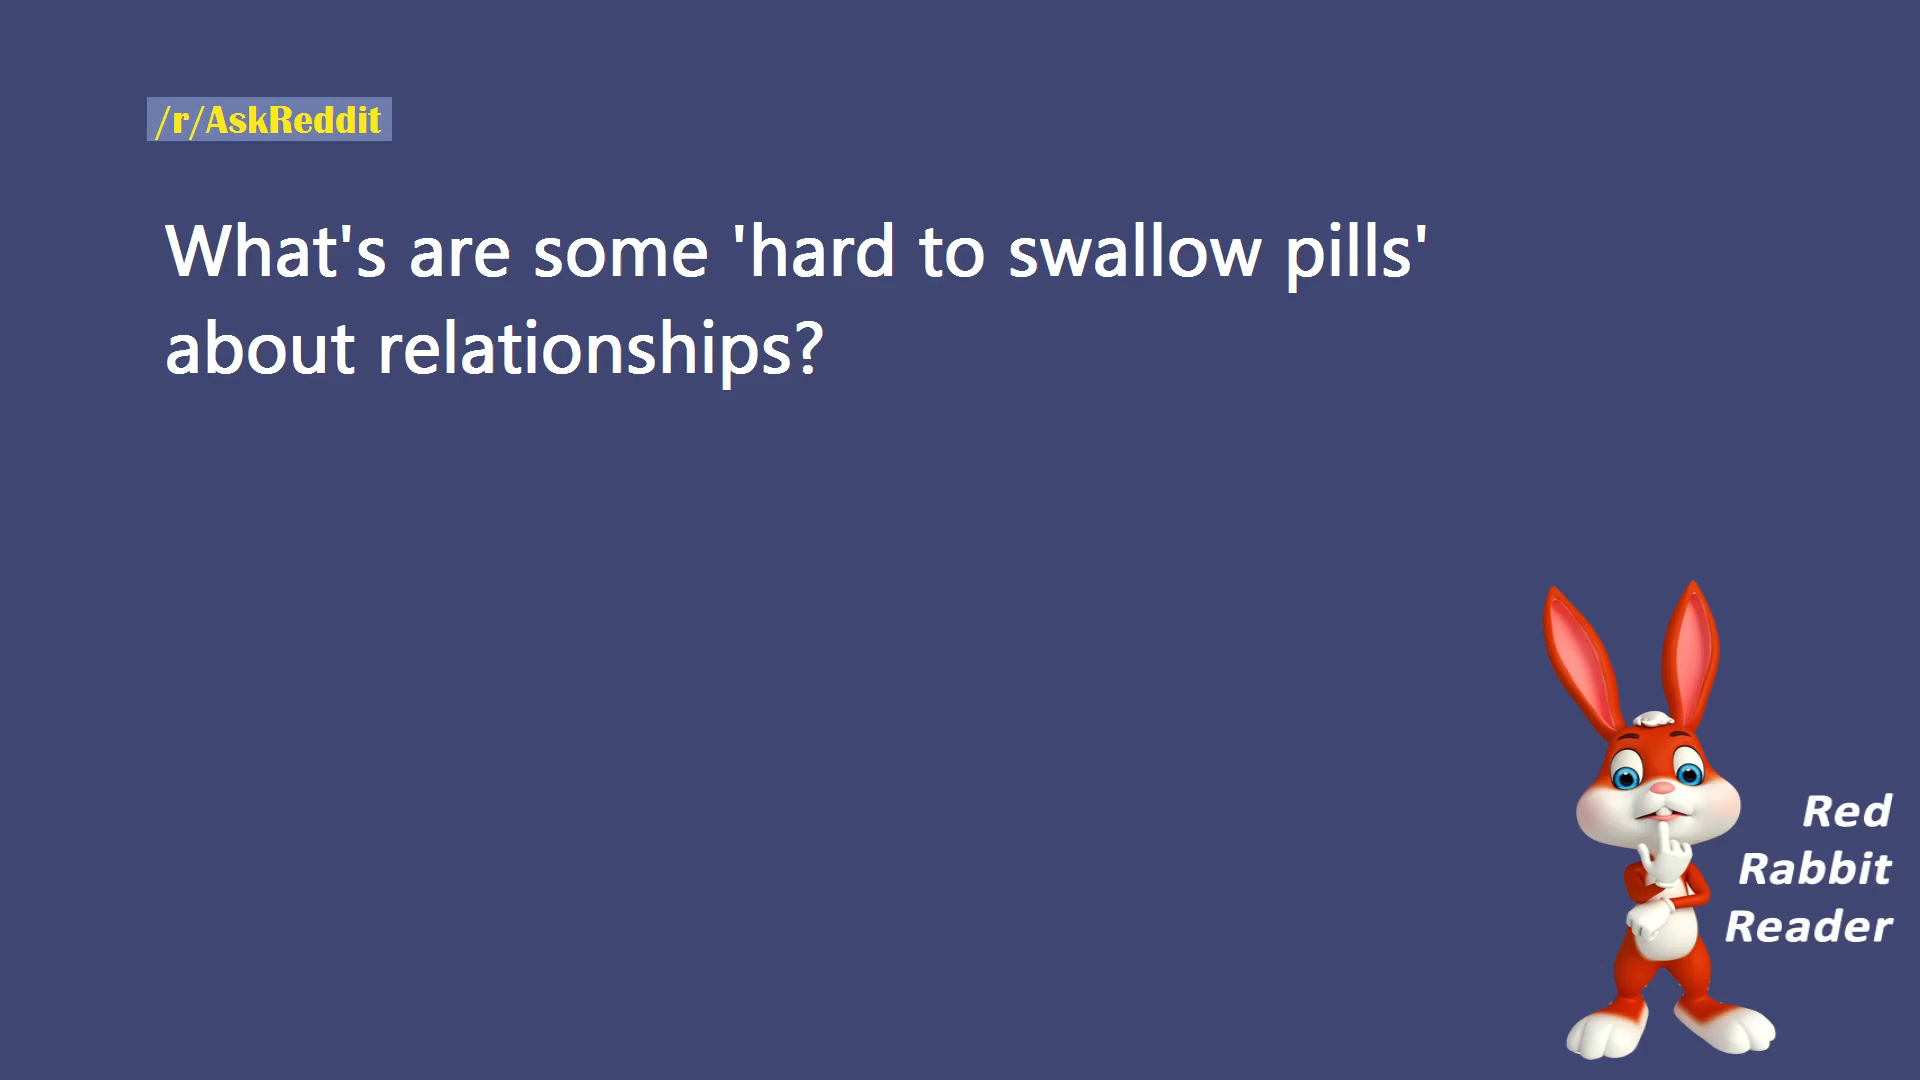 /r/AskReddit
What's are some 'hard to swallow pills'
about relationships?
Red
Rabbit
Reader